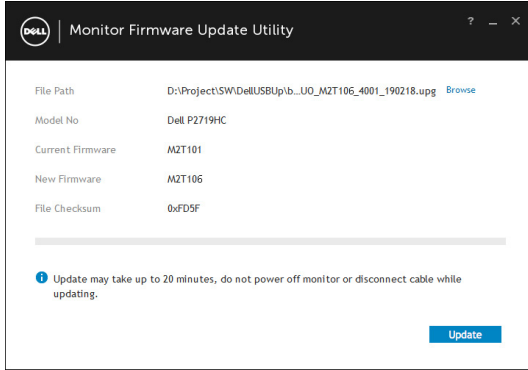 DELL Monitor Firmware Update Utility ? _ ×
File Path D:\Project\SW\DellUSBUp\b...UO_M2T106_4001_190218.upg Browse
Model No Dell P2719HC
Current Firmware M2T101
New Firmware M2T106
File Checksum 0xFD5F
i Update may take up to 20 minutes, do not power off monitor or disconnect cable while
updating.
Update